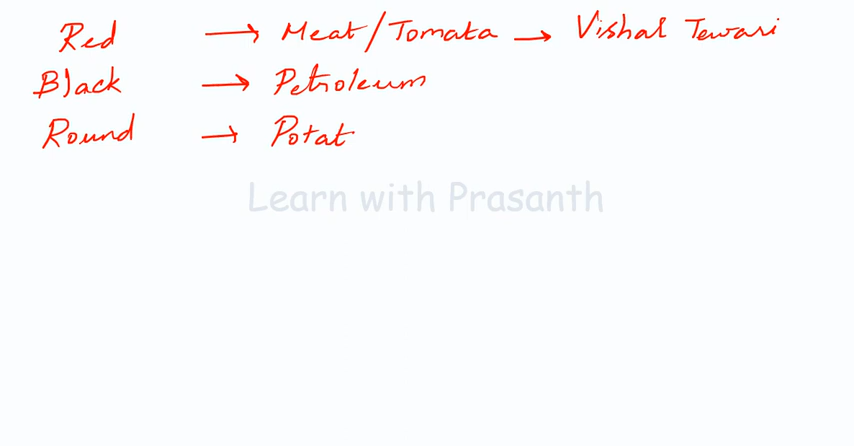 Red → Meat/Tomata → Vishal Tewari
Black → Petroleum
Round → Potat
Learn with Prasanth